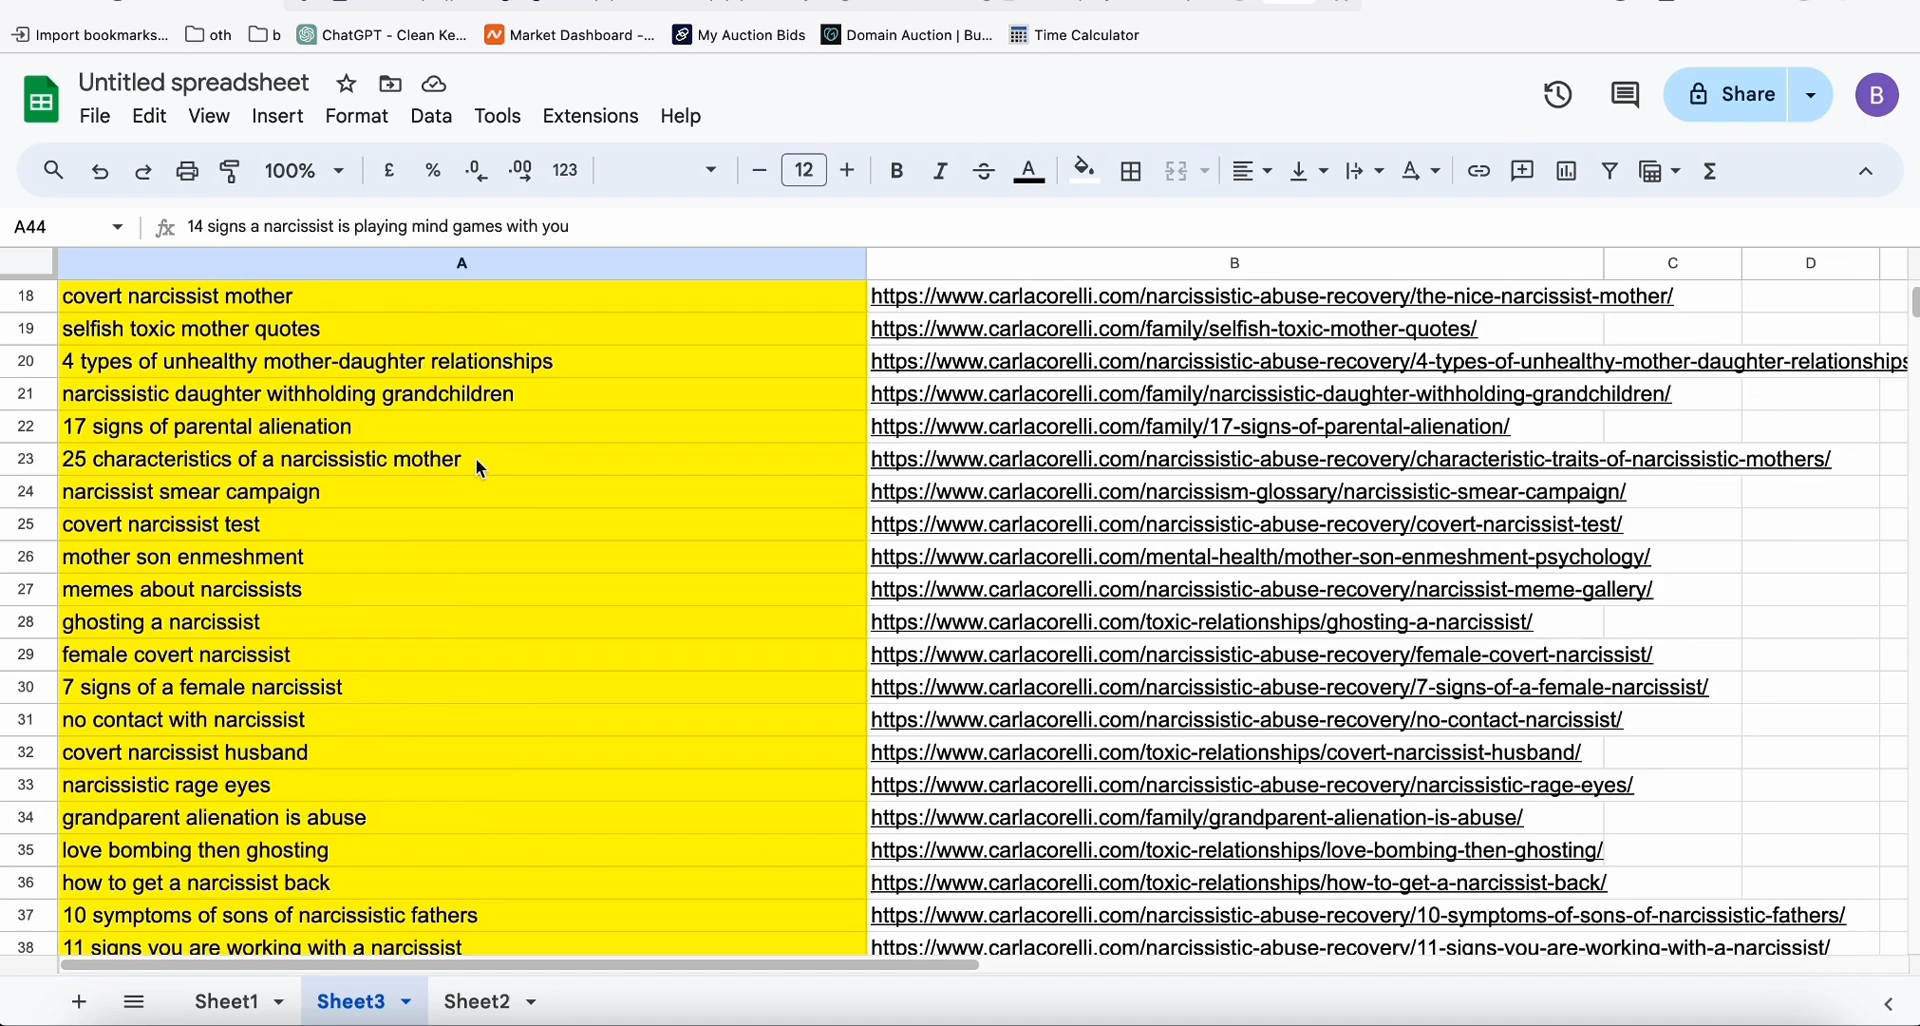 Import bookmarks...
oth
b
ChatGPT - Clean Ke...
Market Dashboard -...
My Auction Bids
Domain Auction | Bu...
Time Calculator
Untitled spreadsheet
File Edit View Insert Format Data Tools Extensions Help
Share
B
100%
£ % .0 .00 123
12
B I A
A44
fx 14 signs a narcissist is playing mind games with you
A B C D
18 covert narcissist mother https://www.carlacorelli.com/narcissistic-abuse-recovery/the-nice-narcissist-mother/
19 selfish toxic mother quotes https://www.carlacorelli.com/family/selfish-toxic-mother-quotes/
20 4 types of unhealthy mother-daughter relationships https://www.carlacorelli.com/narcissistic-abuse-recovery/4-types-of-unhealthy-mother-daughter-relationships
21 narcissistic daughter withholding grandchildren https://www.carlacorelli.com/family/narcissistic-daughter-withholding-grandchildren/
22 17 signs of parental alienation https://www.carlacorelli.com/family/17-signs-of-parental-alienation/
23 25 characteristics of a narcissistic mother https://www.carlacorelli.com/narcissistic-abuse-recovery/characteristic-traits-of-narcissistic-mothers/
24 narcissist smear campaign https://www.carlacorelli.com/narcissism-glossary/narcissistic-smear-campaign/
25 covert narcissist test https://www.carlacorelli.com/narcissistic-abuse-recovery/covert-narcissist-test/
26 mother son enmeshment https://www.carlacorelli.com/mental-health/mother-son-enmeshment-psychology/
27 memes about narcissists https://www.carlacorelli.com/narcissistic-abuse-recovery/narcissist-meme-gallery/
28 ghosting a narcissist https://www.carlacorelli.com/toxic-relationships/ghosting-a-narcissist/
29 female covert narcissist https://www.carlacorelli.com/narcissistic-abuse-recovery/female-covert-narcissist/
30 7 signs of a female narcissist https://www.carlacorelli.com/narcissistic-abuse-recovery/7-signs-of-a-female-narcissist/
31 no contact with narcissist https://www.carlacorelli.com/narcissistic-abuse-recovery/no-contact-narcissist/
32 covert narcissist husband https://www.carlacorelli.com/toxic-relationships/covert-narcissist-husband/
33 narcissistic rage eyes https://www.carlacorelli.com/narcissistic-abuse-recovery/narcissistic-rage-eyes/
34 grandparent alienation is abuse https://www.carlacorelli.com/family/grandparent-alienation-is-abuse/
35 love bombing then ghosting https://www.carlacorelli.com/toxic-relationships/love-bombing-then-ghosting/
36 how to get a narcissist back https://www.carlacorelli.com/toxic-relationships/how-to-get-a-narcissist-back/
37 10 symptoms of sons of narcissistic fathers https://www.carlacorelli.com/narcissistic-abuse-recovery/10-symptoms-of-sons-of-narcissistic-fathers/
38 11 signs you are working with a narcissist https://www.carlacorelli.com/narcissistic-abuse-recovery/11-signs-you-are-working-with-a-narcissist/
Sheet1 Sheet3 Sheet2